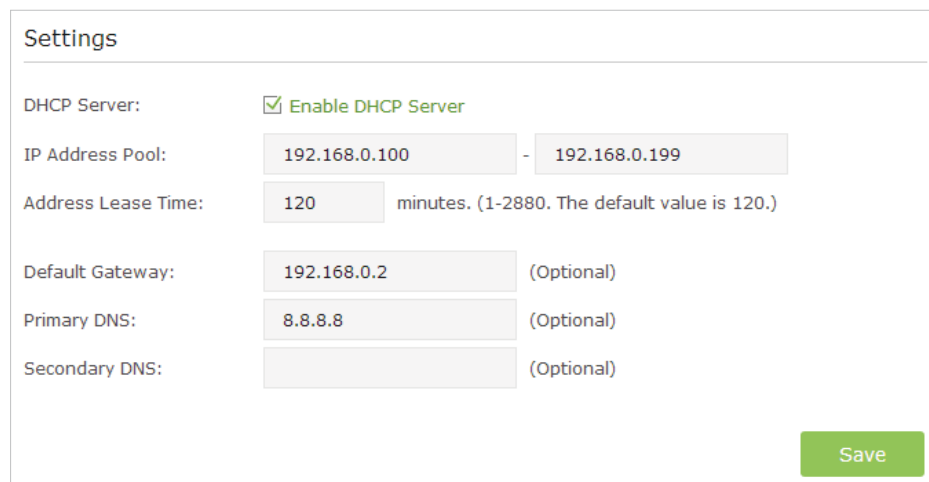 Settings
DHCP Server: Enable DHCP Server
IP Address Pool: 192.168.0.100 - 192.168.0.199
Address Lease Time: 120 minutes. (1-2880. The default value is 120.)
Default Gateway: 192.168.0.2 (Optional)
Primary DNS: 8.8.8.8 (Optional)
Secondary DNS: (Optional)
Save